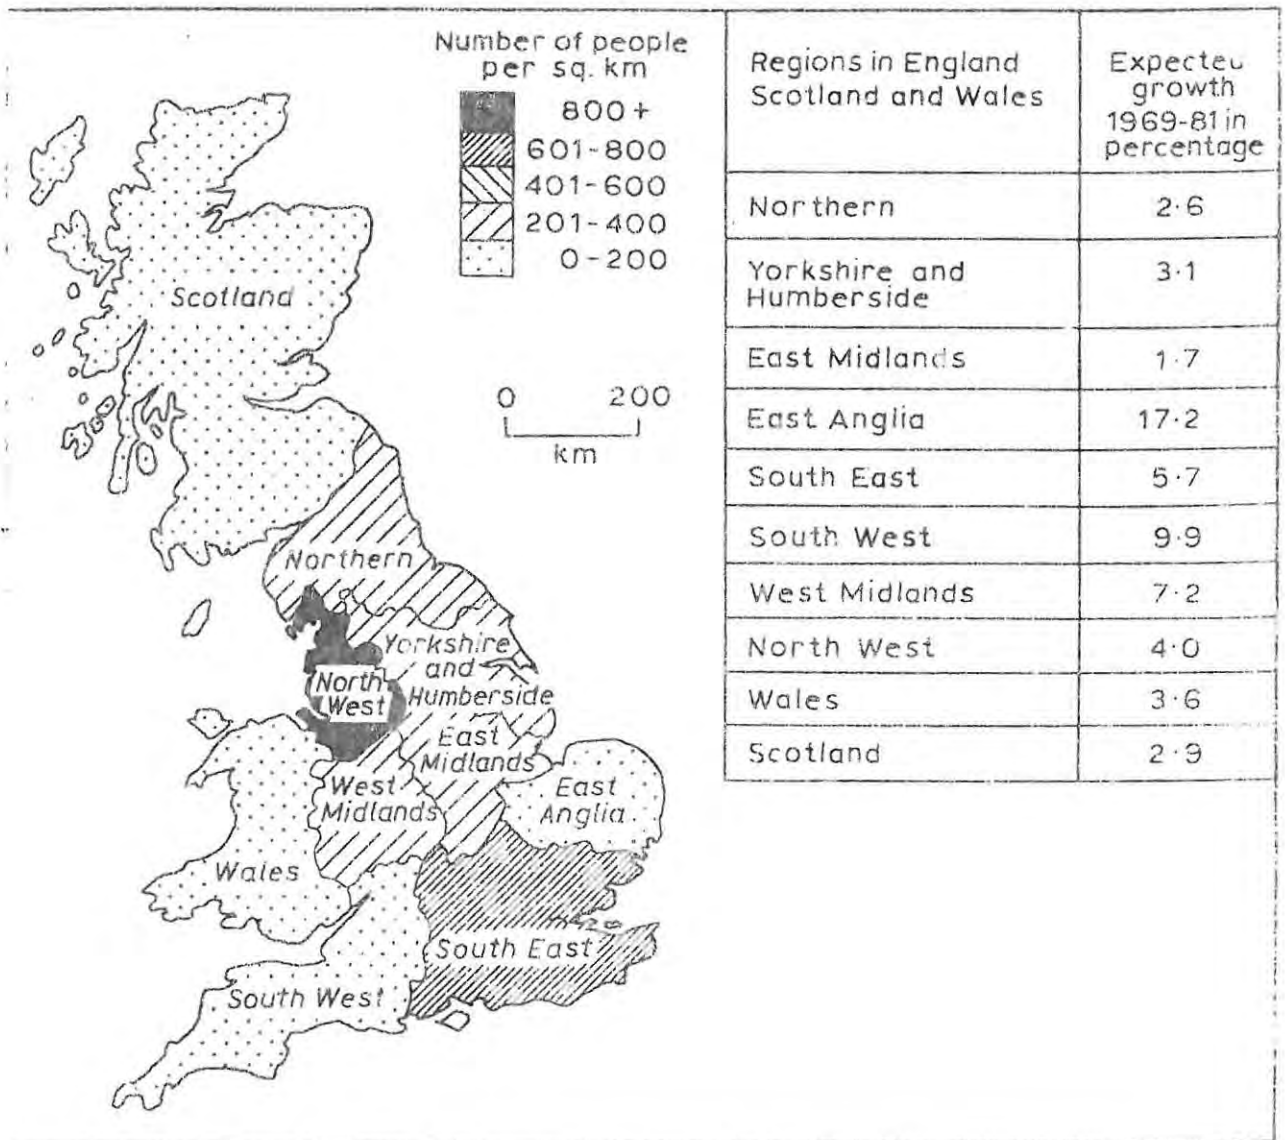 Number of people
per sq. km
800+
601-800
401-600
201-400
0-200
0 200
km
Scotland
Northern
Yorkshire
and
Humberside
North
West
East
Midlands
West
Midlands
East
Anglia
Wales
South East
South West
Regions in England
Scotland and Wales
Expected
growth
1969-81 in
percentage
Northern 2·6
Yorkshire and
Humberside 3·1
East Midlands 1·7
East Anglia 17·2
South East 5·7
South West 9·9
West Midlands 7·2
North West 4·0
Wales 3·6
Scotland 2·9